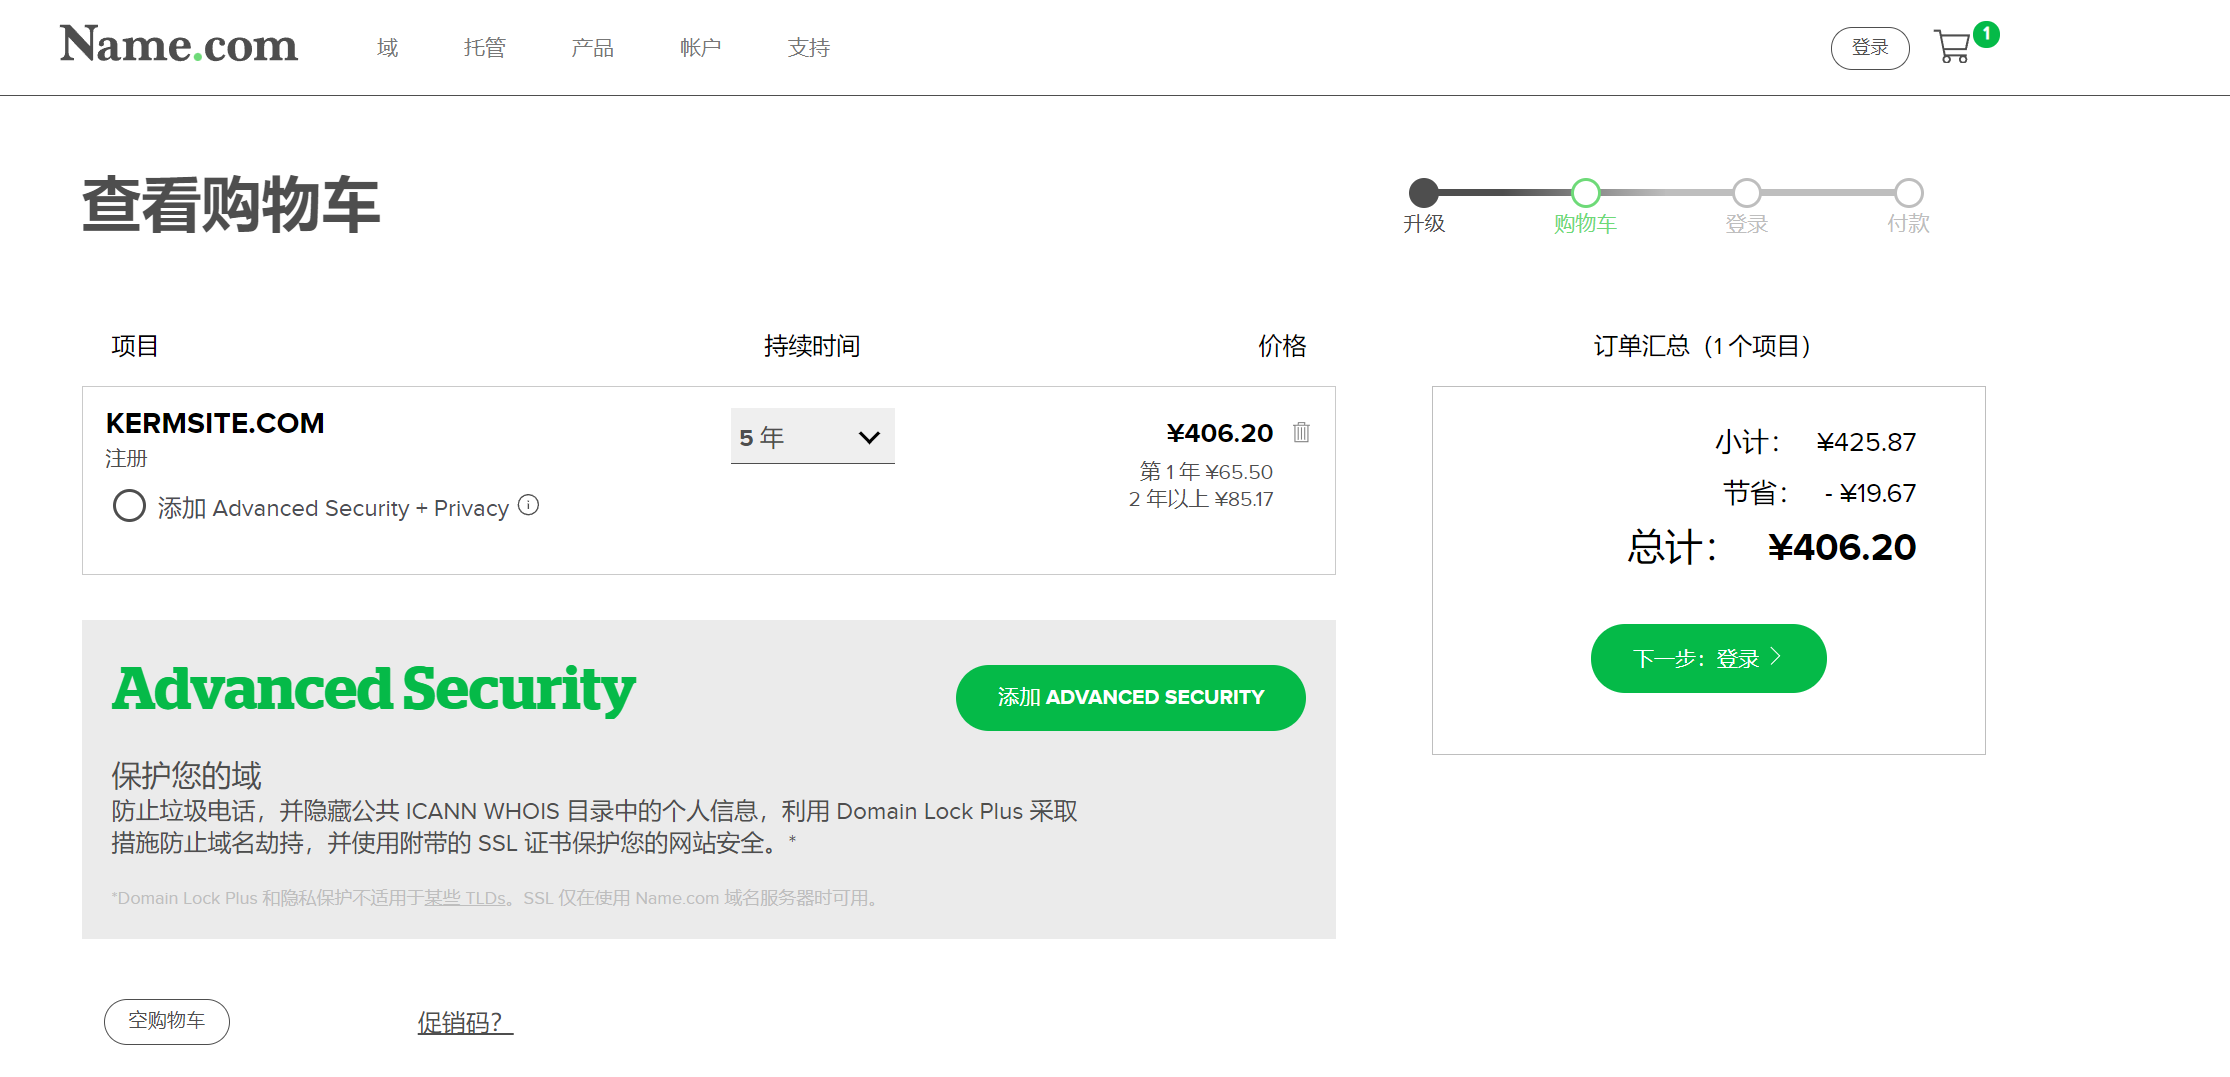 Name.com 域 托管 产品 帐户 支持 登录 1
查看购物车
升级 购物车 登录 付款
项目 持续时间 价格
KERMSITE.COM 5 年 ¥406.20
注册
第 1 年 ¥65.50
2 年以上 ¥85.17
添加 Advanced Security + Privacy
订单汇总（1 个项目）
小计： ¥425.87
节省： - ¥19.67
总计： ¥406.20
下一步：登录
Advanced Security
添加 ADVANCED SECURITY
保护您的域
防止垃圾电话，并隐藏公共 ICANN WHOIS 目录中的个人信息，利用 Domain Lock Plus 采取
措施防止域名劫持，并使用附带的 SSL 证书保护您的网站安全。*
*Domain Lock Plus 和隐私保护不适用于某些 TLDs。SSL 仅在使用 Name.com 域名服务器时可用。
空购物车 促销码？